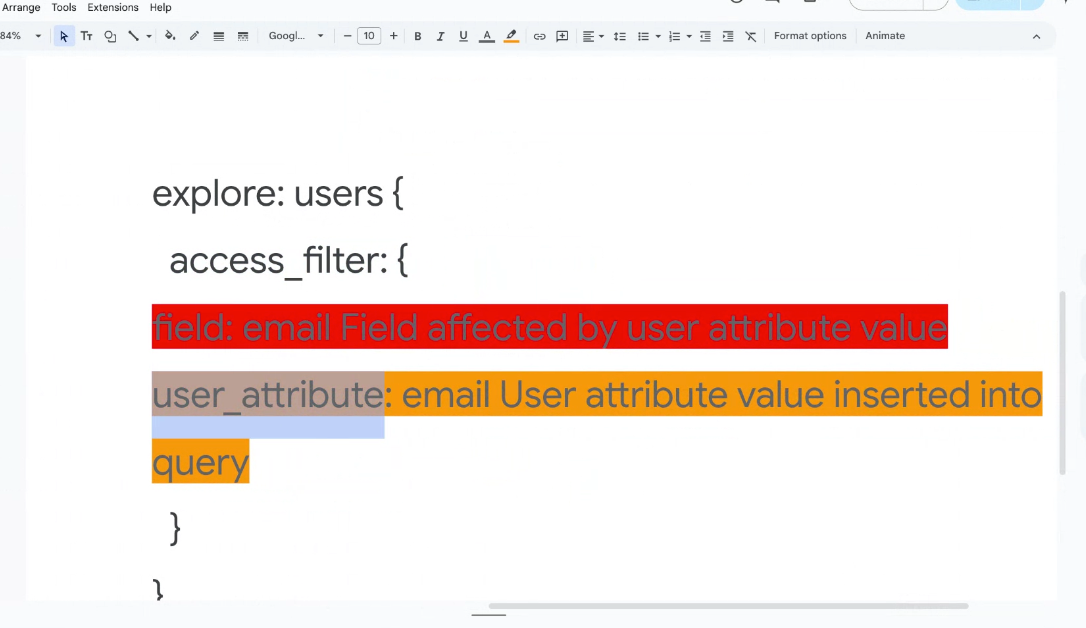 Arrange Tools Extensions Help
84% Tт Googl... − 10 + B I U A Format options Animate
explore: users {
access_filter: {
field: email Field affected by user attribute value
user_attribute: email User attribute value inserted into
query
}
}